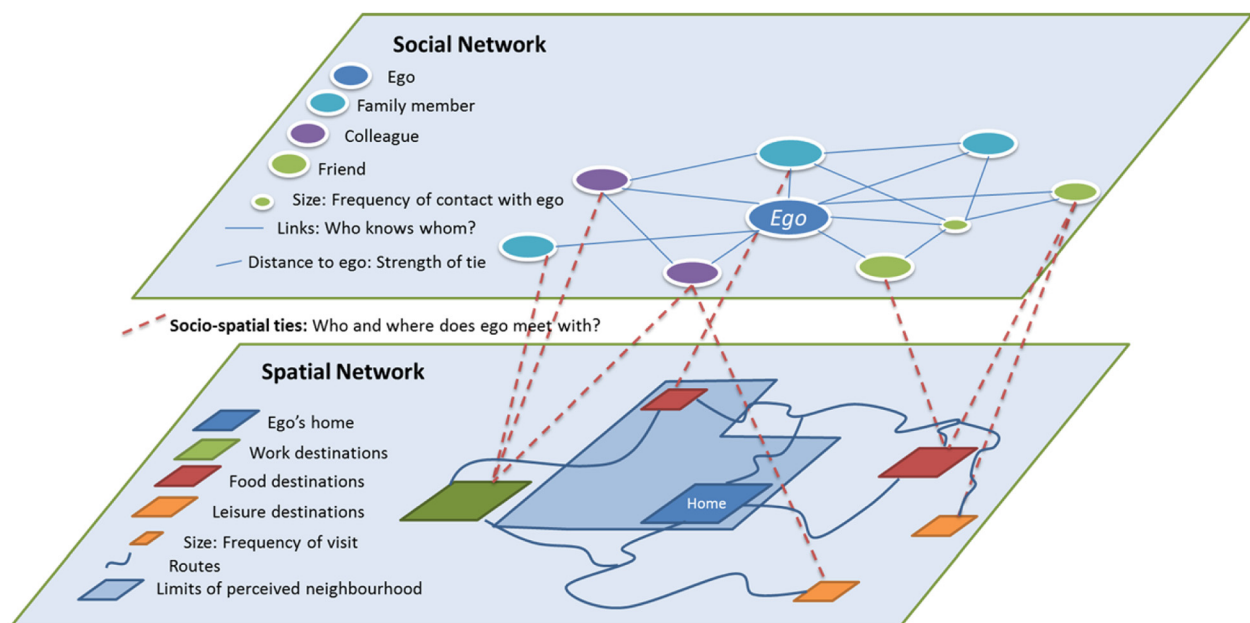 Social Network
Ego
Family member
Colleague
Friend
Size: Frequency of contact with ego
Links: Who knows whom?
Distance to ego: Strength of tie
Ego
Socio-spatial ties: Who and where does ego meet with?
Spatial Network
Ego's home
Work destinations
Food destinations
Leisure destinations
Size: Frequency of visit
Routes
Limits of perceived neighbourhood
Home